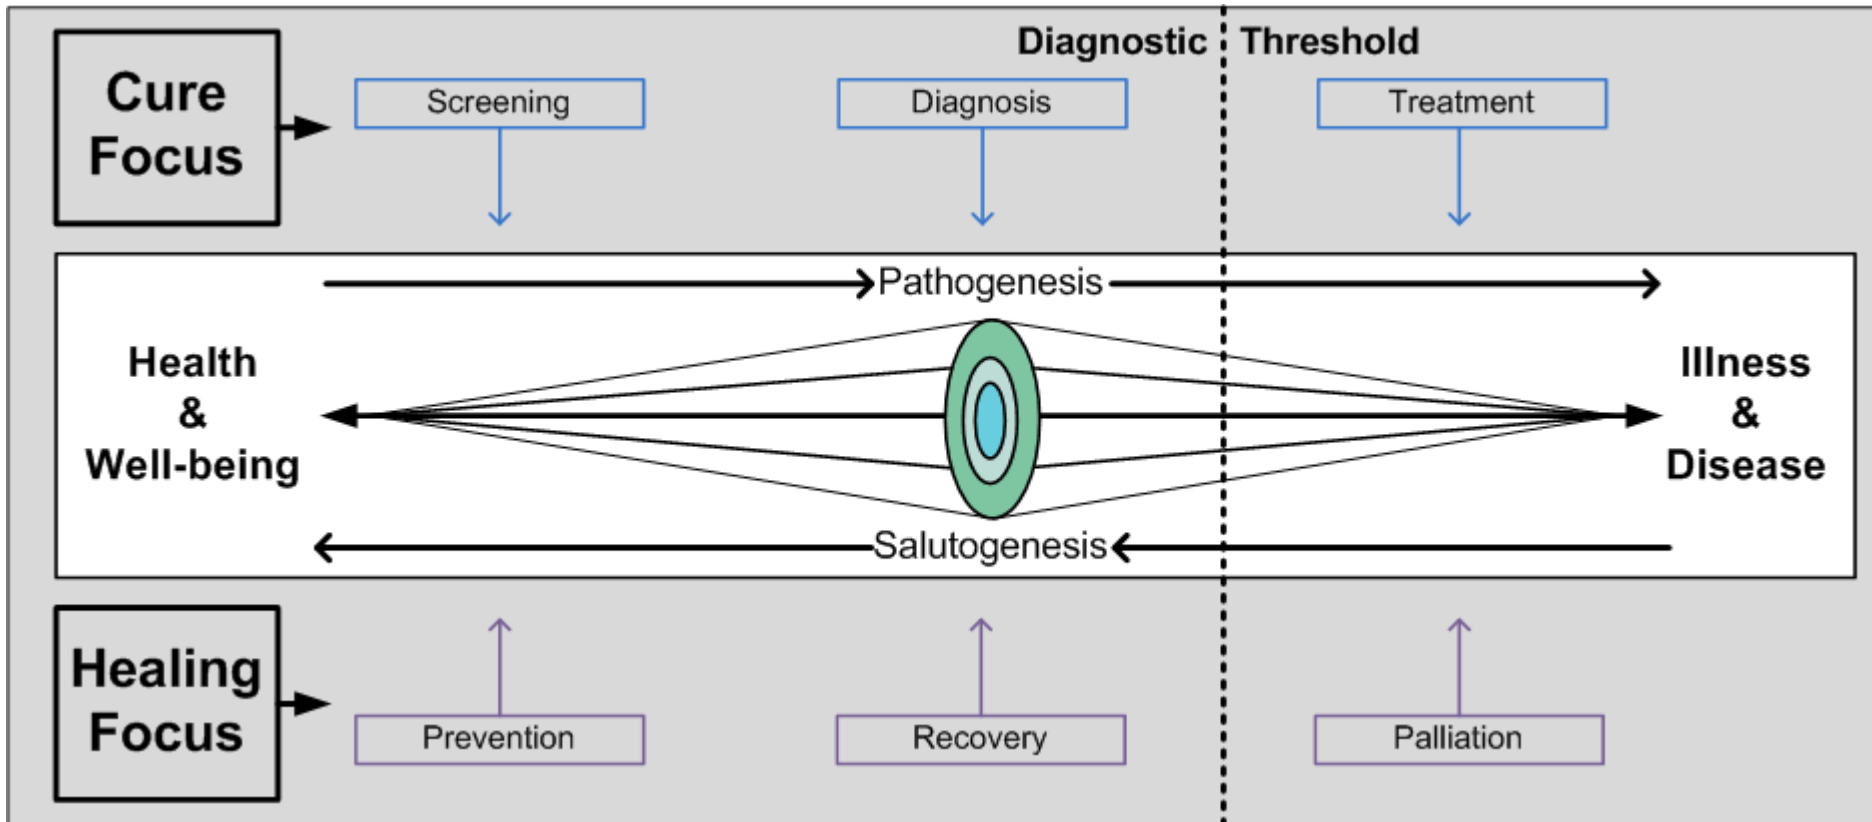 Diagnostic Threshold
Cure
Focus
Screening
Diagnosis
Treatment
Pathogenesis
Health
&
Well-being
Illness
&
Disease
Salutogenesis
Healing
Focus
Prevention
Recovery
Palliation